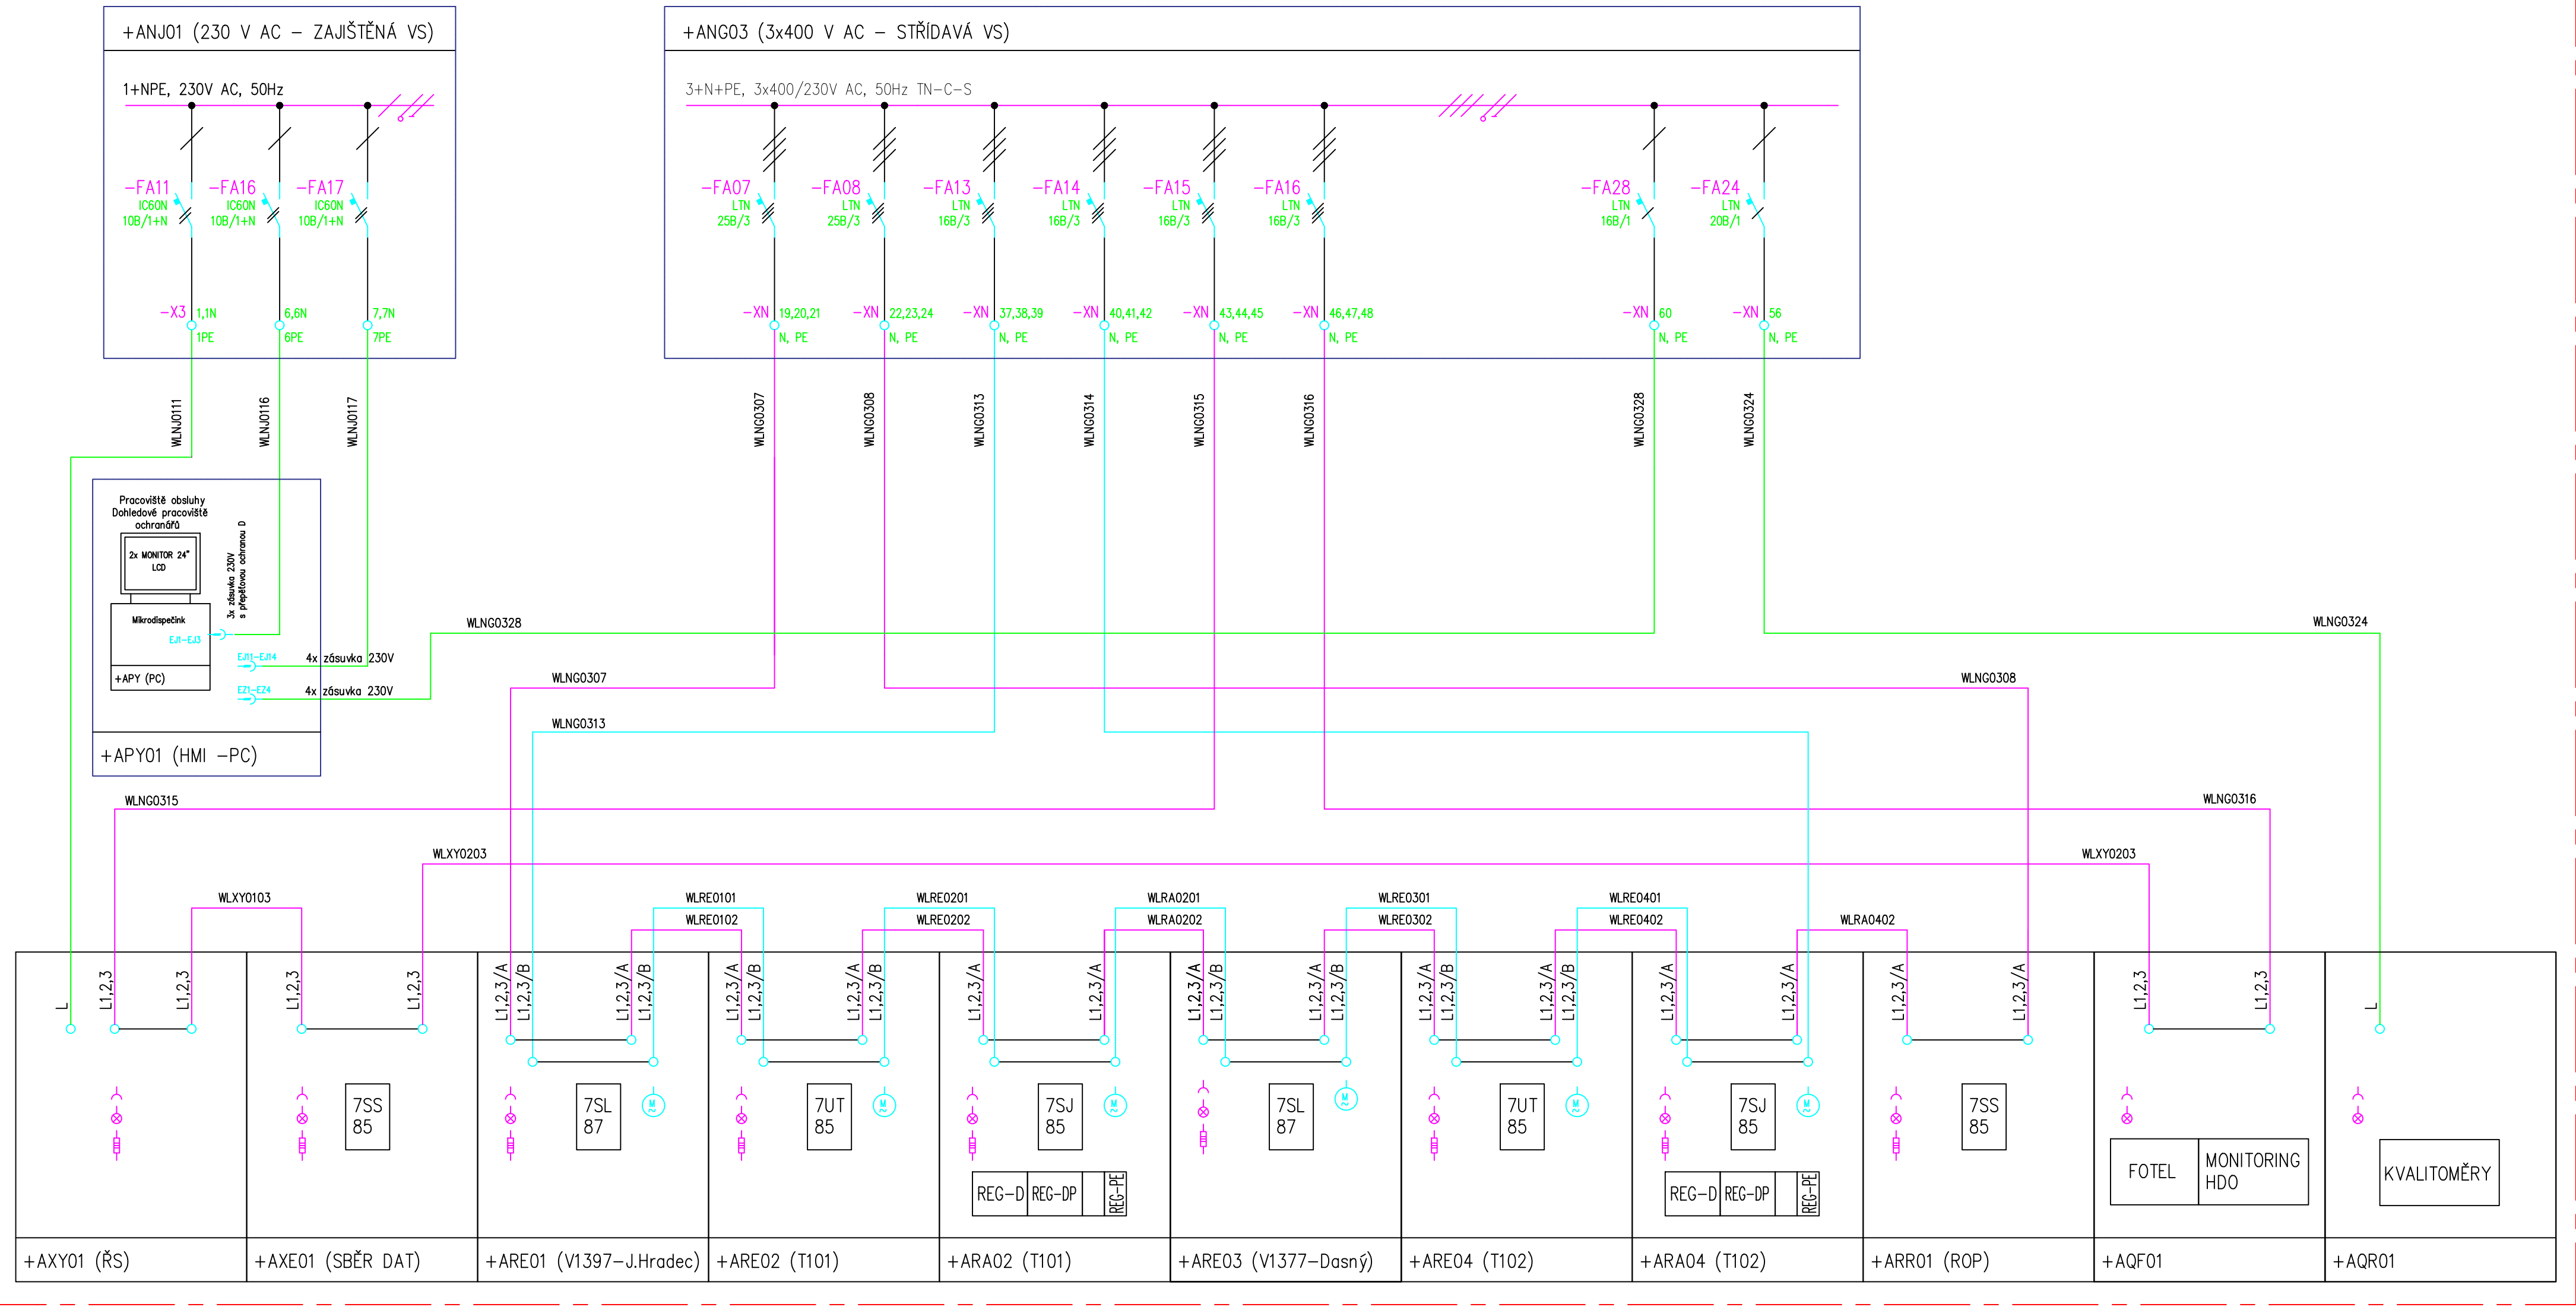 +ANJ01 (230 V AC – ZAJIŠTĚNÁ VS)
1+NPE, 230V AC, 50Hz
-FA11
IC60N
10B/1+N
-FA16
IC60N
10B/1+N
-FA17
IC60N
10B/1+N
-X3
1,1N
1PE
6,6N
6PE
7,7N
7PE
WLNJ0111
WLNJ0116
WLNJ0117
+ANG03 (3x400 V AC – STŘÍDAVÁ VS)
3+N+PE, 3x400/230V AC, 50Hz TN-C-S
-FA07
LTN
25B/3
-FA08
LTN
25B/3
-FA13
LTN
16B/3
-FA14
LTN
16B/3
-FA15
LTN
16B/3
-FA16
LTN
16B/3
-FA28
LTN
16B/1
-FA24
LTN
20B/1
-XN 19,20,21
N, PE
-XN 22,23,24
N, PE
-XN 37,38,39
N, PE
-XN 40,41,42
N, PE
-XN 43,44,45
N, PE
-XN 46,47,48
N, PE
-XN 60
N, PE
-XN 56
N, PE
WLNG0307
WLNG0308
WLNG0313
WLNG0314
WLNG0315
WLNG0316
WLNG0328
WLNG0324
Pracoviště obsluhy
Dohledové pracoviště
ochranářů
2x MONITOR 24"
LCD
3x zásuvka 230V
s přepěťovou ochranou D
Mikrodispečink
EJ1-EJ3
+APY (PC)
EJ11-EJ14
4x zásuvka 230V
EZ1-EZ4
4x zásuvka 230V
+APY01 (HMI -PC)
WLNG0328
WLNG0324
WLNG0307
WLNG0308
WLNG0313
WLNG0315
WLNG0316
WLXY0203
WLXY0203
WLXY0103
WLRE0101
WLRE0102
WLRE0201
WLRE0202
WLRA0201
WLRA0202
WLRE0301
WLRE0302
WLRE0401
WLRE0402
WLRA0402
L
L1,2,3
L1,2,3
+AXY01 (ŘS)
L1,2,3
L1,2,3
7SS
85
+AXE01 (SBĚR DAT)
L1,2,3/A
L1,2,3/B
L1,2,3/A
L1,2,3/B
7SL
87
M
+ARE01 (V1397-J.Hradec)
L1,2,3/A
L1,2,3/B
L1,2,3/A
L1,2,3/B
7UT
85
M
+ARE02 (T101)
L1,2,3/A
L1,2,3/A
7SJ
85
M
REG-D
REG-DP
REG-PE
+ARA02 (T101)
L1,2,3/A
L1,2,3/B
L1,2,3/A
L1,2,3/B
7SL
87
M
+ARE03 (V1377-Dasný)
L1,2,3/A
L1,2,3/B
L1,2,3/A
L1,2,3/B
7UT
85
M
+ARE04 (T102)
L1,2,3/A
L1,2,3/A
7SJ
85
M
REG-D
REG-DP
REG-PE
+ARA04 (T102)
L1,2,3/A
L1,2,3/A
7SS
85
+ARR01 (ROP)
L1,2,3
L1,2,3
FOTEL
MONITORING
HDO
+AQF01
L
KVALITOMĚRY
+AQR01